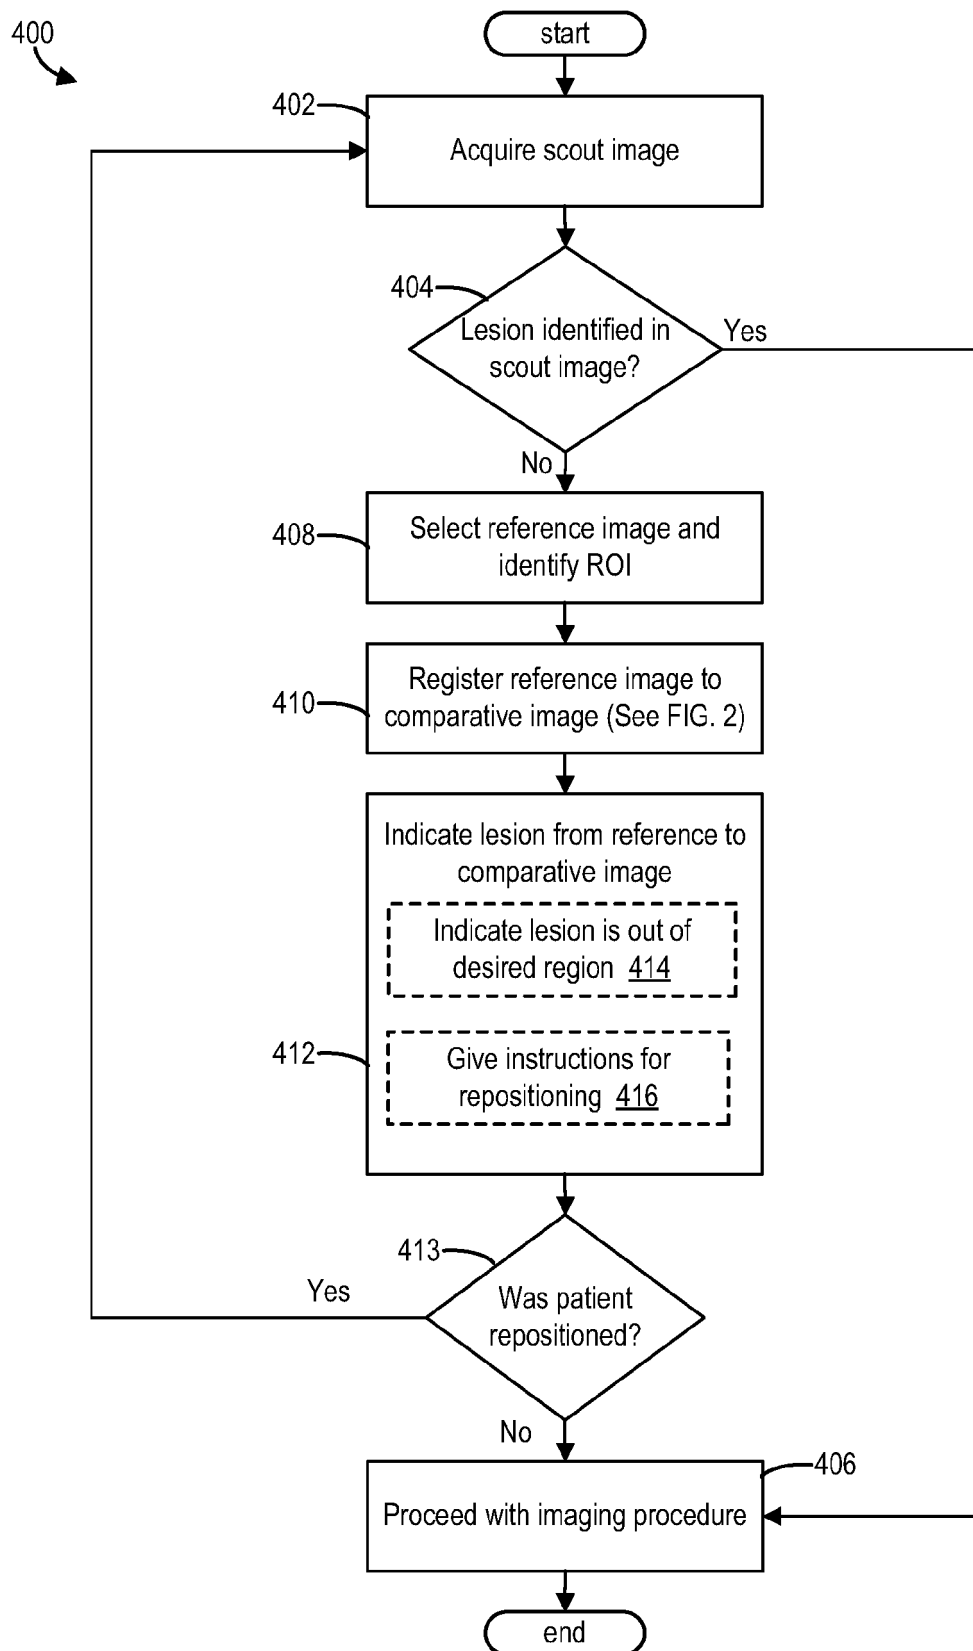 400
start
402
Acquire scout image
404
Lesion identified in
scout image?
Yes
No
408
Select reference image and
identify ROI
410
Register reference image to
comparative image (See FIG. 2)
Indicate lesion from reference to
comparative image
Indicate lesion is out of
desired region 414
412
Give instructions for
repositioning 416
413
Yes
Was patient
repositioned?
No
406
Proceed with imaging procedure
end